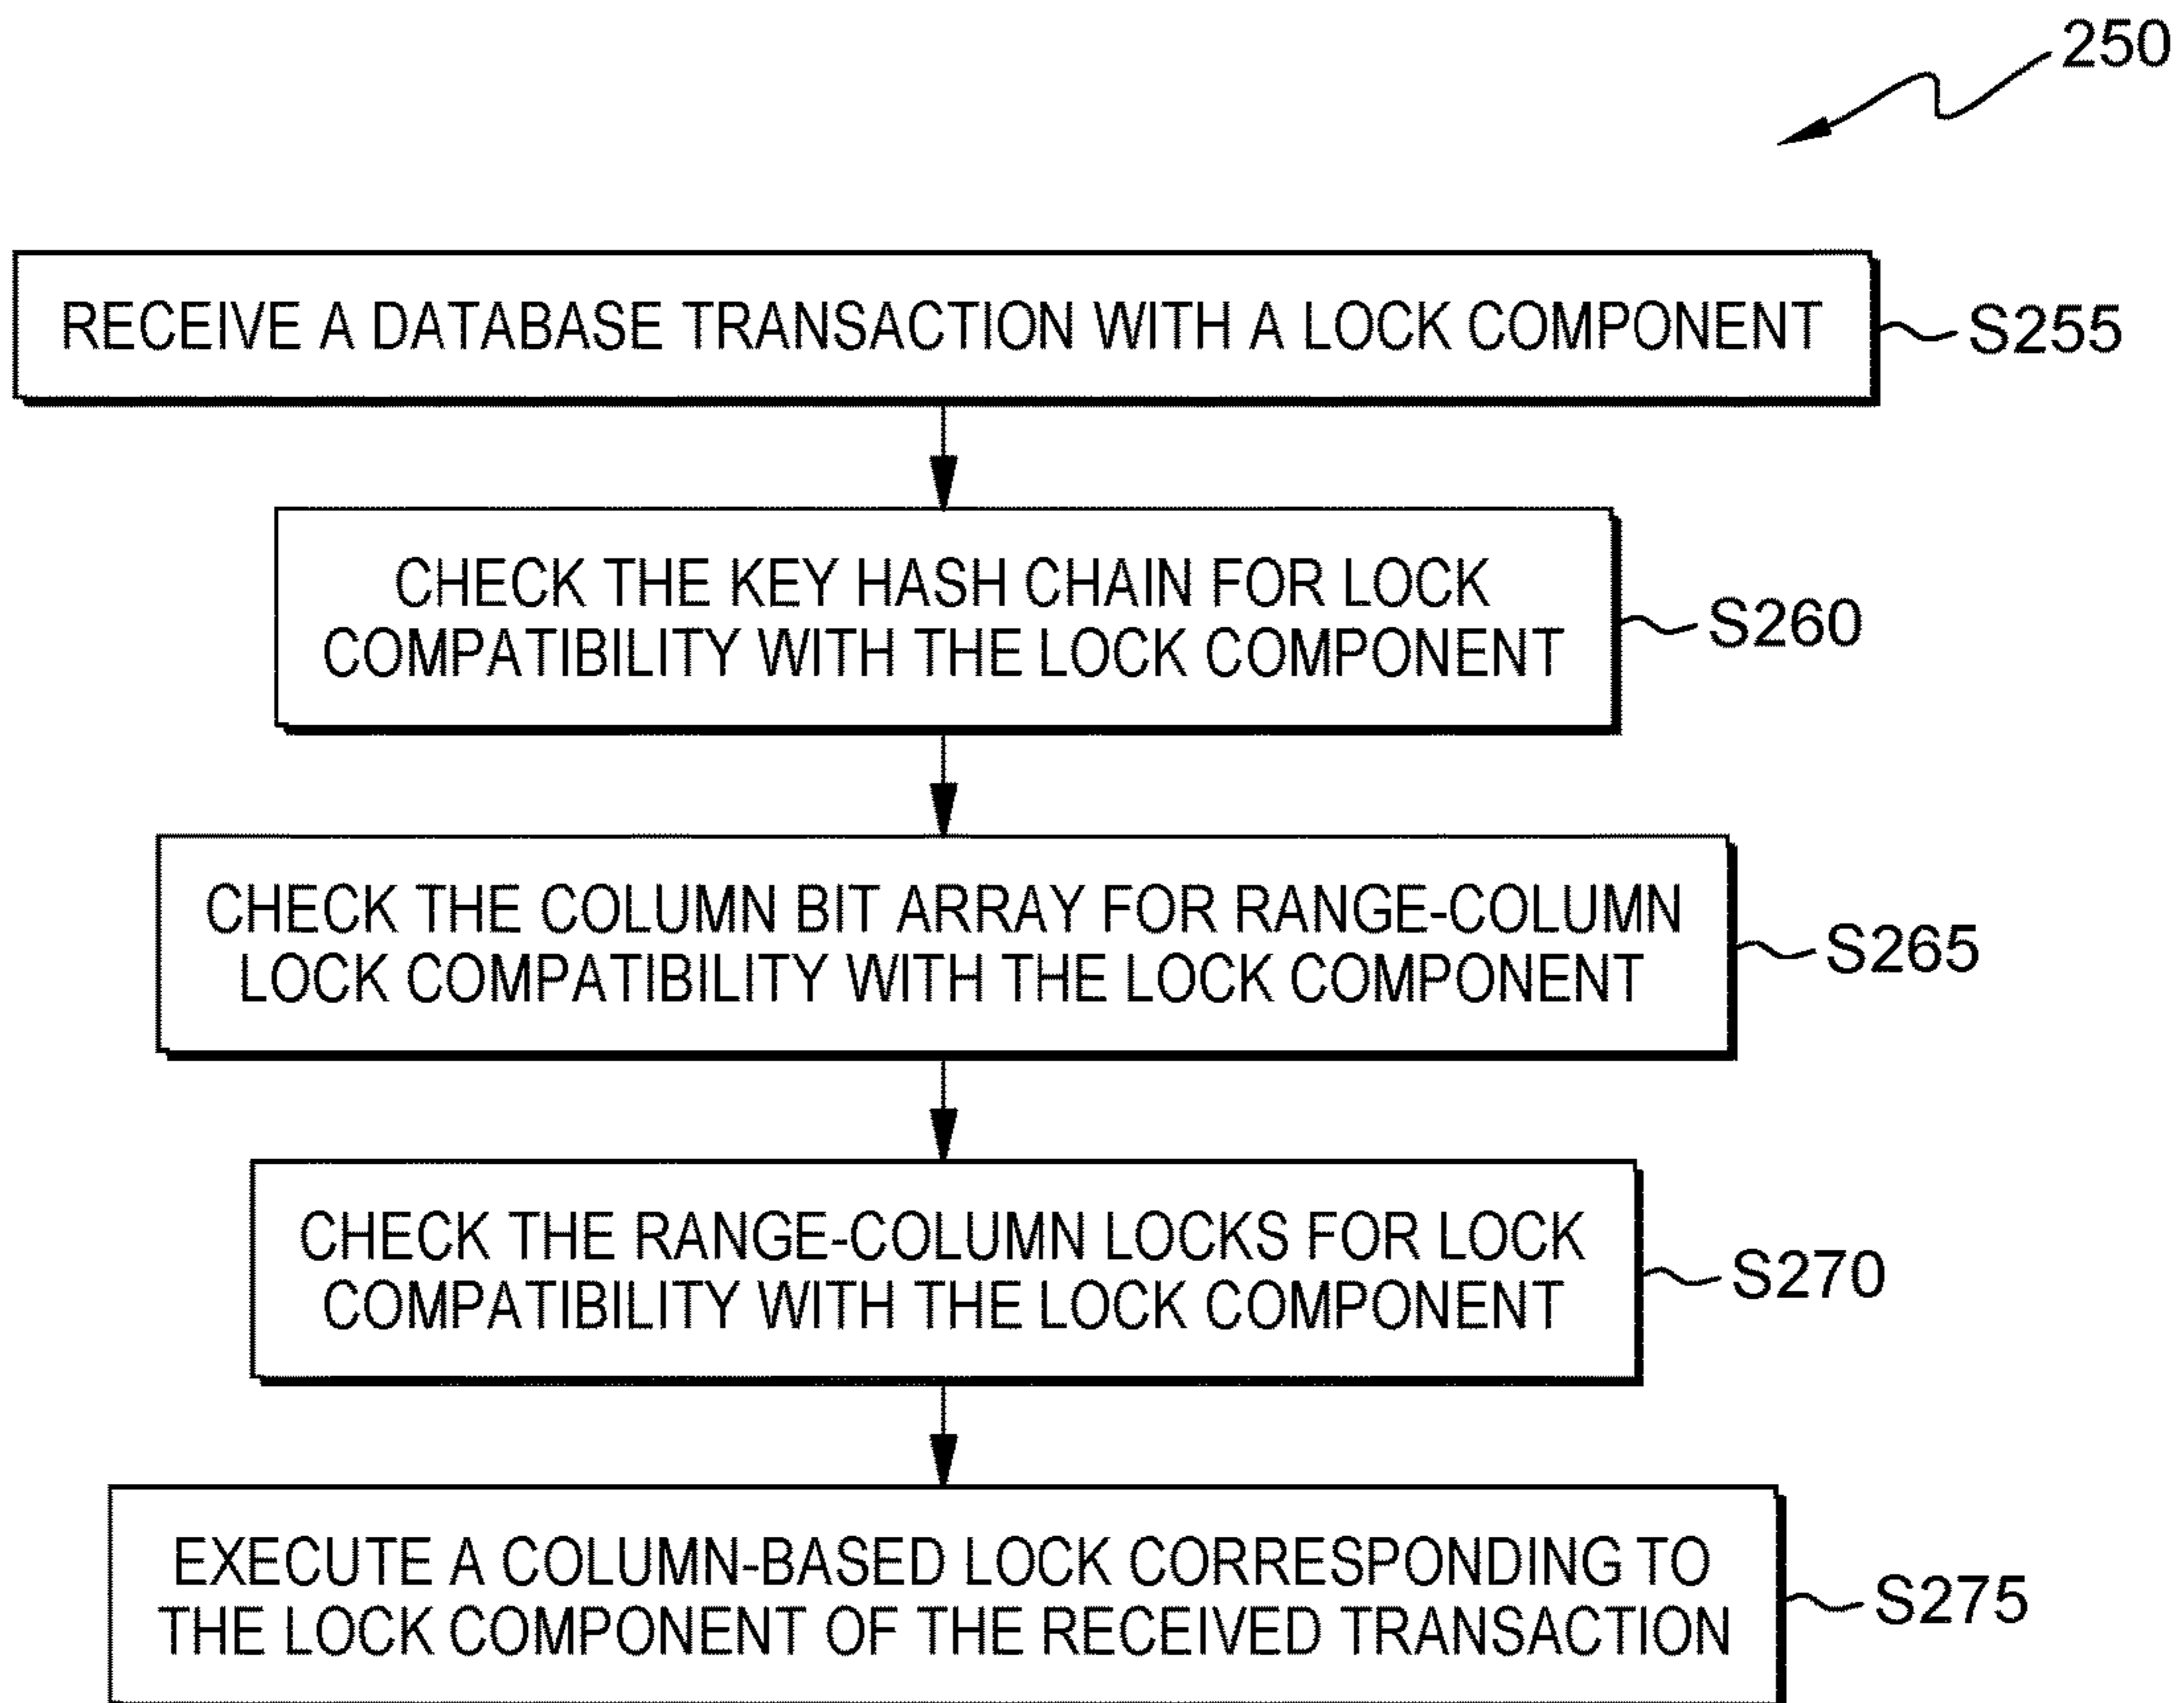 250
RECEIVE A DATABASE TRANSACTION WITH A LOCK COMPONENT
S255
CHECK THE KEY HASH CHAIN FOR LOCK
COMPATIBILITY WITH THE LOCK COMPONENT
S260
CHECK THE COLUMN BIT ARRAY FOR RANGE-COLUMN
LOCK COMPATIBILITY WITH THE LOCK COMPONENT
S265
CHECK THE RANGE-COLUMN LOCKS FOR LOCK
COMPATIBILITY WITH THE LOCK COMPONENT
S270
EXECUTE A COLUMN-BASED LOCK CORRESPONDING TO
THE LOCK COMPONENT OF THE RECEIVED TRANSACTION
S275